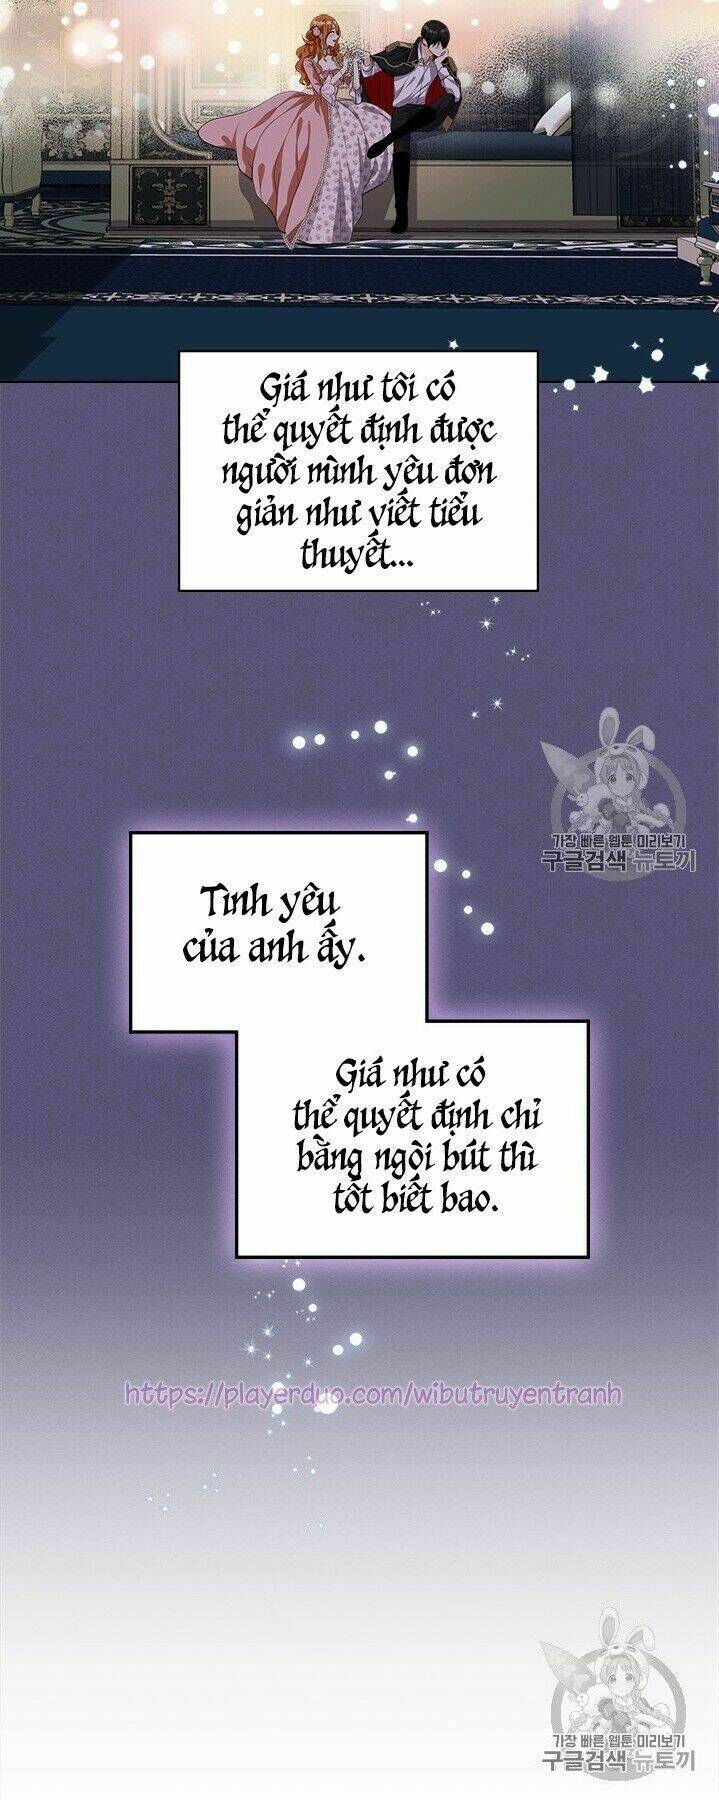 Giá như tôi có
thể quyết định được
người mình yêu đơn
giản như viết tiểu
thuyết...
가장 빠른 웹툰 미리보기
구글검색 뉴토끼
Tình yêu
của anh ấy.
Giá như có
thể quyết định chỉ
bằng ngòi bút thì
tốt biết bao.
https://playerduo.com/wibutruyentranh
가장 빠른 웹툰 미리보기
구글검색 뉴토끼